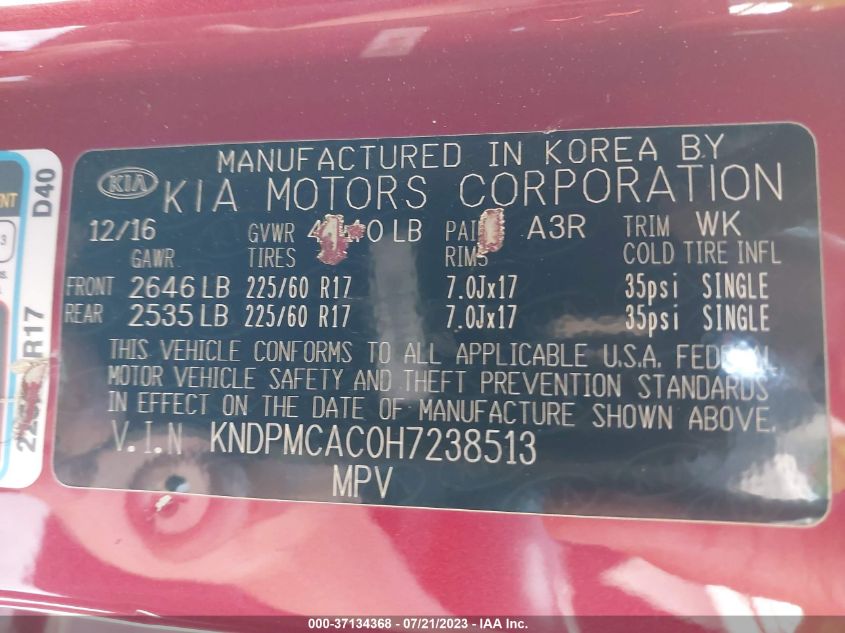 MANUFACTURED IN KOREA BY
KIA KIA MOTORS CORPORATION
12/16 GVWR LB A3R TRIM WK
GAWR TIRES RIMS COLD TIRE INFL
FRONT 2646 LB 225/60 R17 7.0Jx17 35psi SINGLE
REAR 2535 LB 225/60 R17 7.0Jx17 35psi SINGLE
THIS VEHICLE CONFORMS TO ALL APPLICABLE U.S.A. FEDERAL
MOTOR VEHICLE SAFETY AND THEFT PREVENTION STANDARDS
IN EFFECT ON THE DATE OF MANUFACTURE SHOWN ABOVE.
V.I.N KNDPMCAC0H7238513
MPV
D40
R17
000-37134368 - 07/21/2023 - IAA Inc.